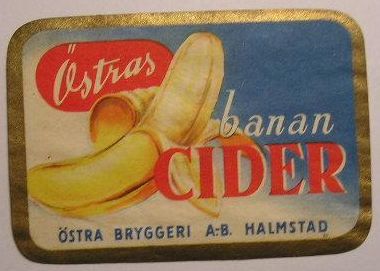 Östras
banan
CIDER
ÖSTRA BRYGGERI A.-B. HALMSTAD